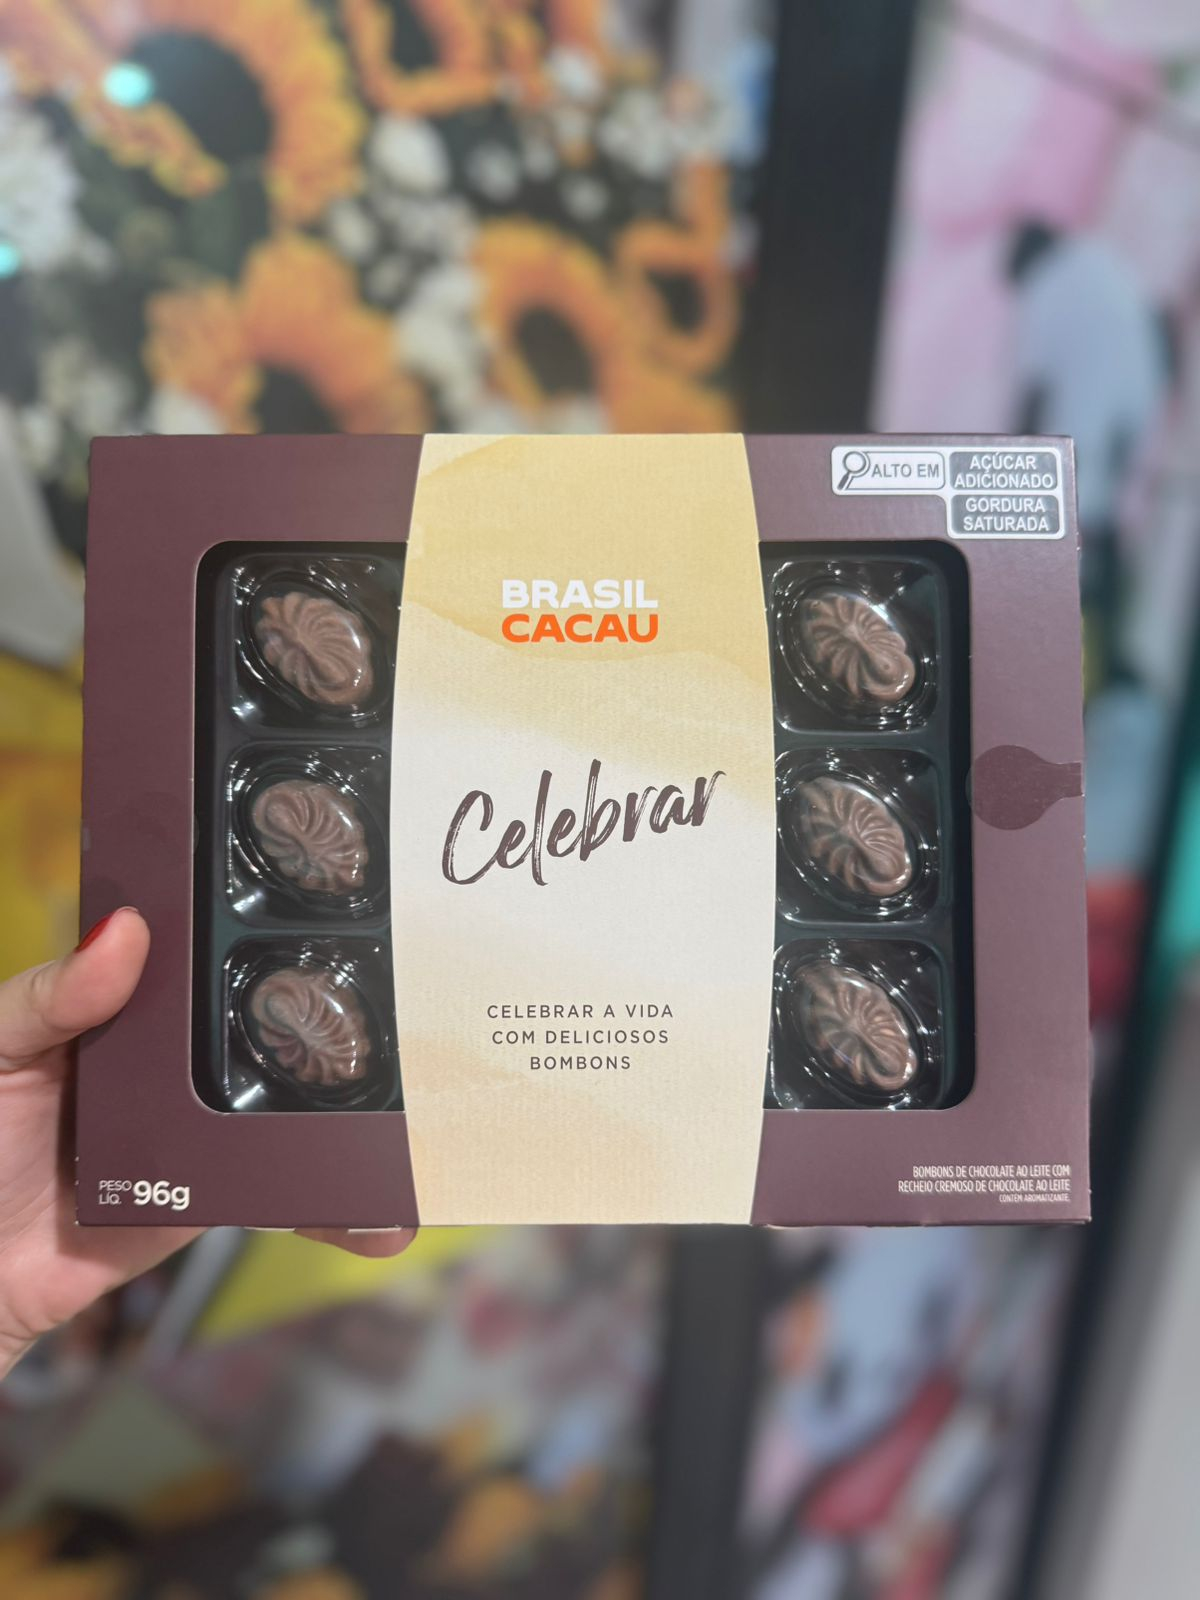 ALTO EM
AÇÚCAR
ADICIONADO
GORDURA
SATURADA
BRASIL
CACAU
Celebrar
CELEBRAR A VIDA
COM DELICIOSOS
BOMBONS
PESO
LÍQ. 96g
BOMBONS DE CHOCOLATE AO LEITE COM
RECHEIO CREMOSO DE CHOCOLATE AO LEITE
CONTÉM AROMATIZANTE.